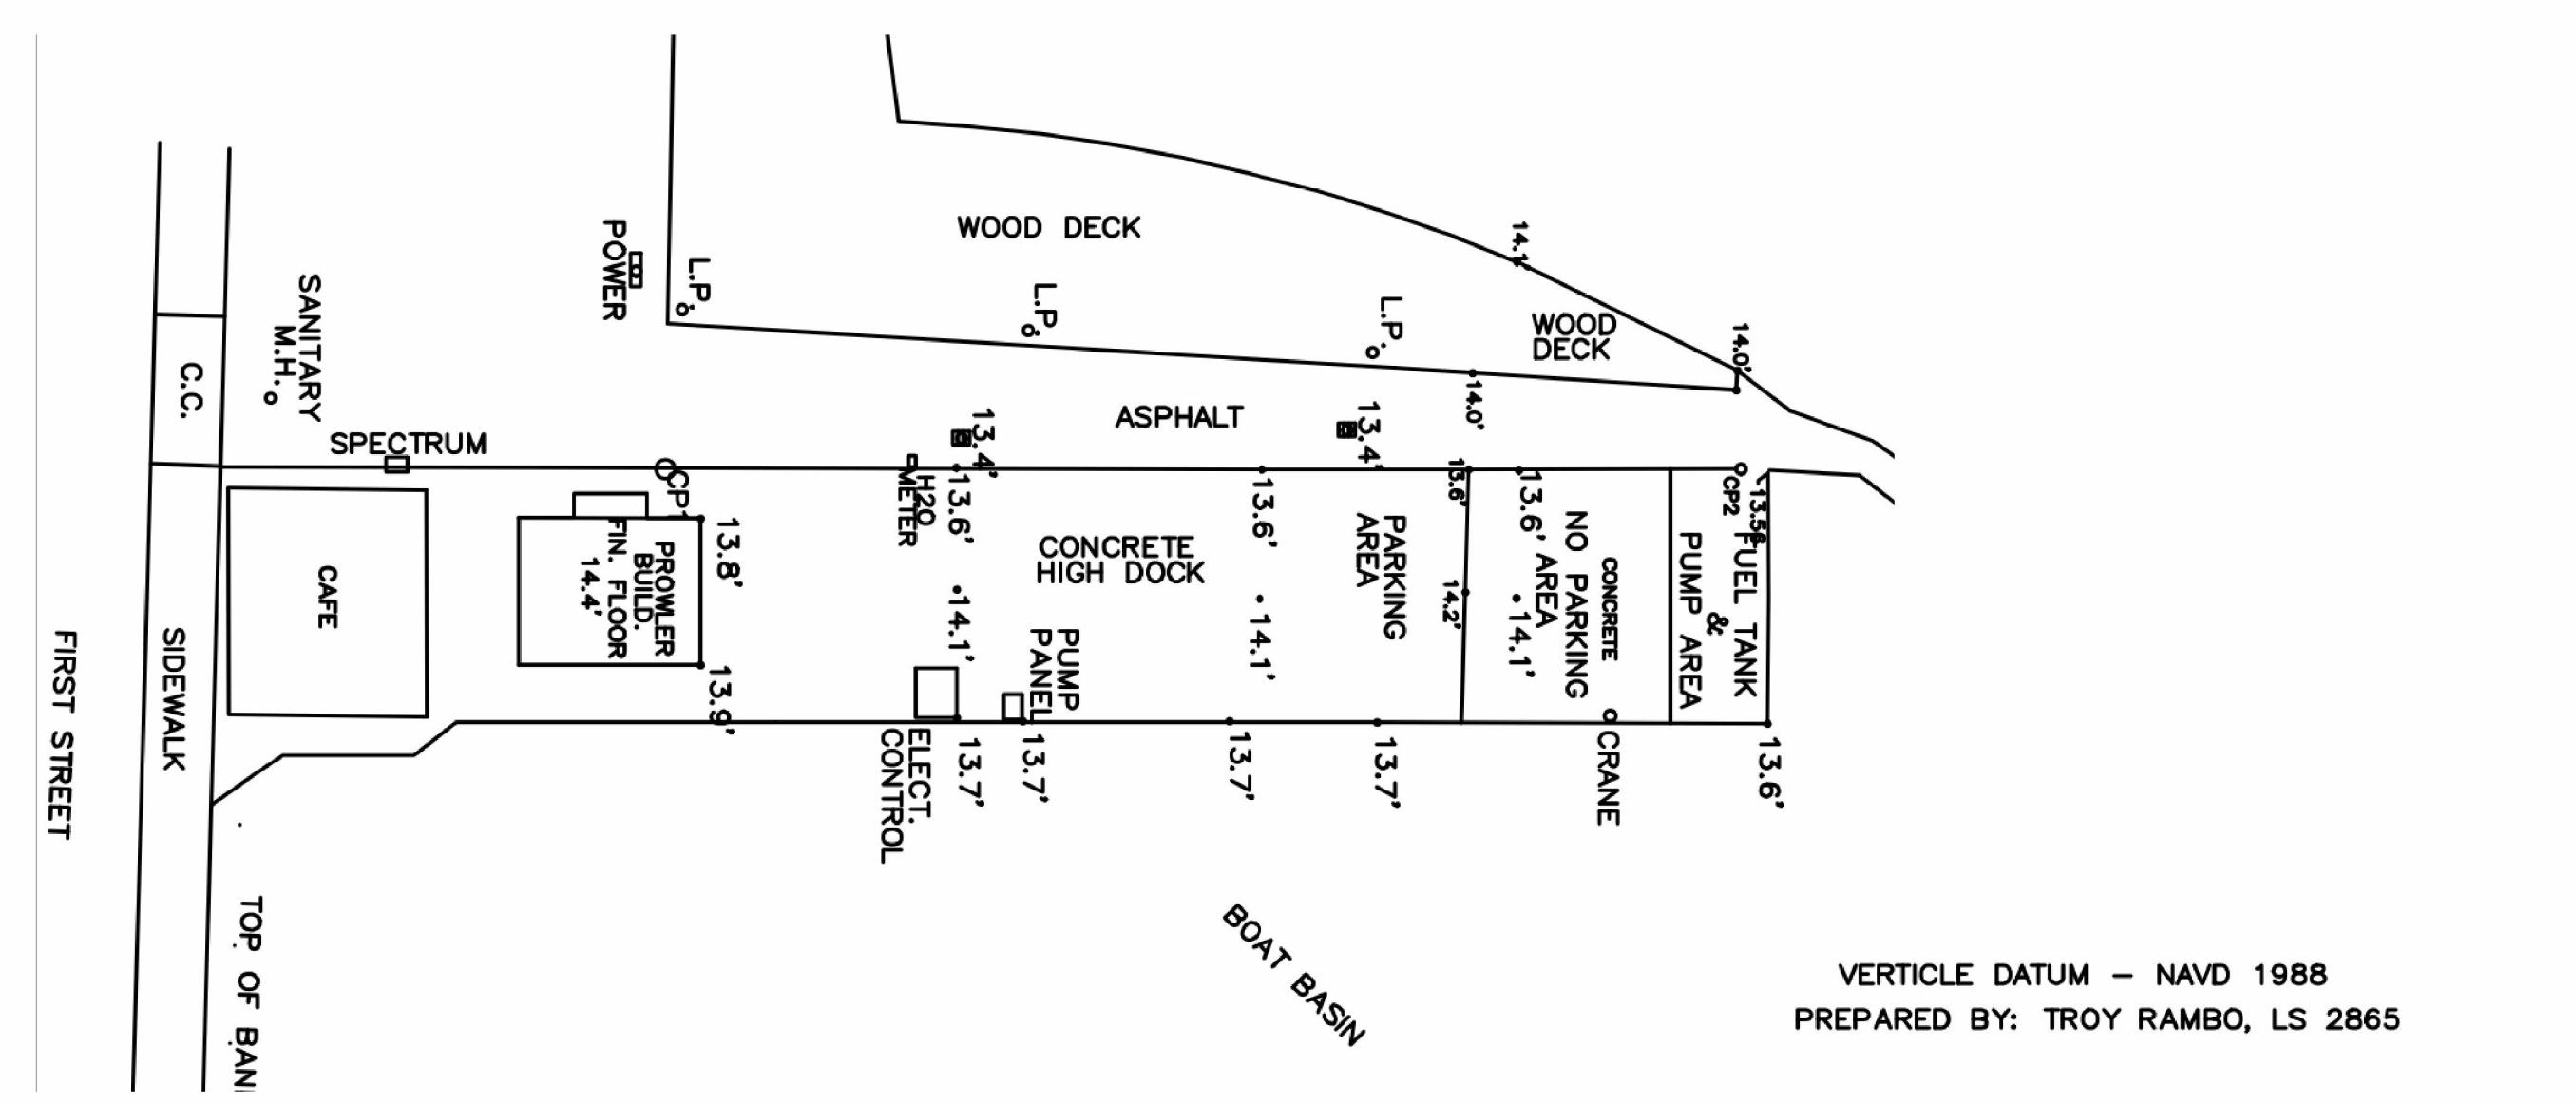 WOOD DECK
14.1'
POWER
L.P.
L.P.
L.P.
WOOD
DECK
14.0'
SANITARY
M.H.
C.C.
SPECTRUM
ASPHALT
13.4'
13.4'
14.0'
CP1
H2O
METER
13.6'
13.6'
13.6'
13.6'
CP2
CAFE
PROWLER
BUILD.
FIN. FLOOR
14.4'
13.8'
13.9'
CONCRETE
HIGH DOCK
14.1'
14.1'
PARKING
AREA
14.2'
14.1'
CONCRETE
NO PARKING
AREA
FUEL TANK
&
PUMP AREA
PUMP
PANEL
ELECT.
CONTROL
13.7'
13.7'
13.7'
13.7'
CRANE
13.6'
FIRST STREET
SIDEWALK
TOP OF BAN
BOAT BASIN
VERTICLE DATUM – NAVD 1988
PREPARED BY: TROY RAMBO, LS 2865